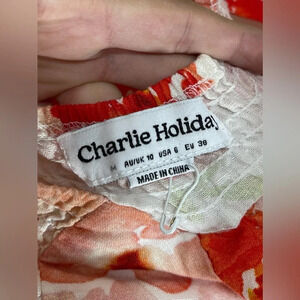 Charlie Holiday
M AU/UK 10 USA 6 EU 38
MADE IN CHINA